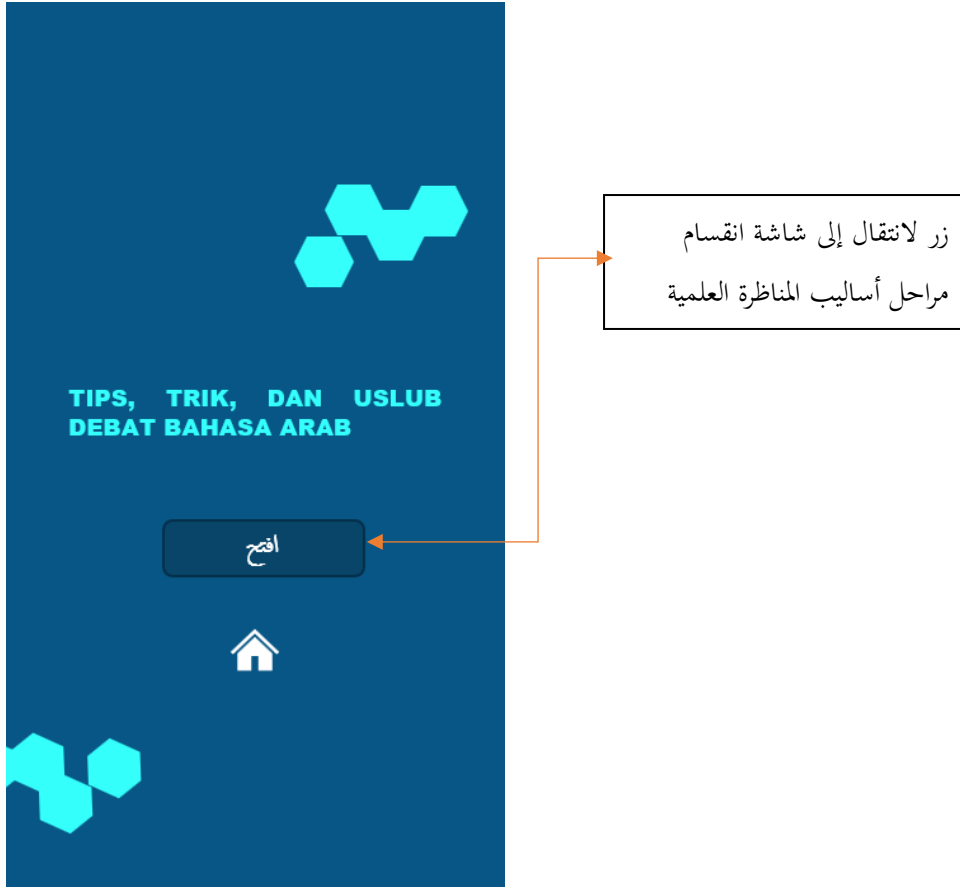 TIPS, TRIK, DAN USLUB
DEBAT BAHASA ARAB
افتح
زر لانتقال إلى شاشة انقسام
مراحل أساليب المناظرة العلمية